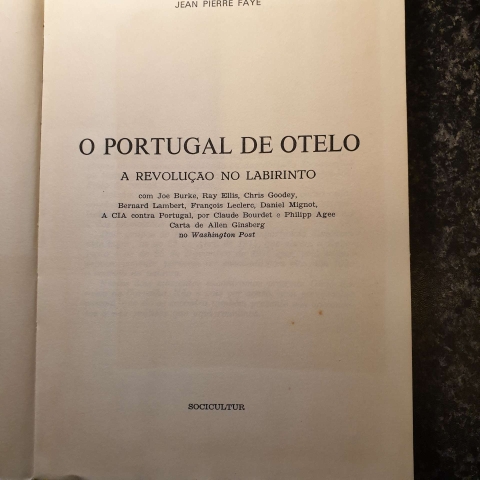 JEAN PIERRE FAYE
O PORTUGAL DE OTELO
A REVOLUÇÃO NO LABIRINTO
com Joe Burke, Ray Ellis, Chris Goodey,
Bernard Lambert, François Leclerc, Daniel Mignot,
A CIA contra Portugal, por Claude Bourdet e Philipp Agee
Carta de Allen Ginsberg
no Washington Post
SOCICULTUR